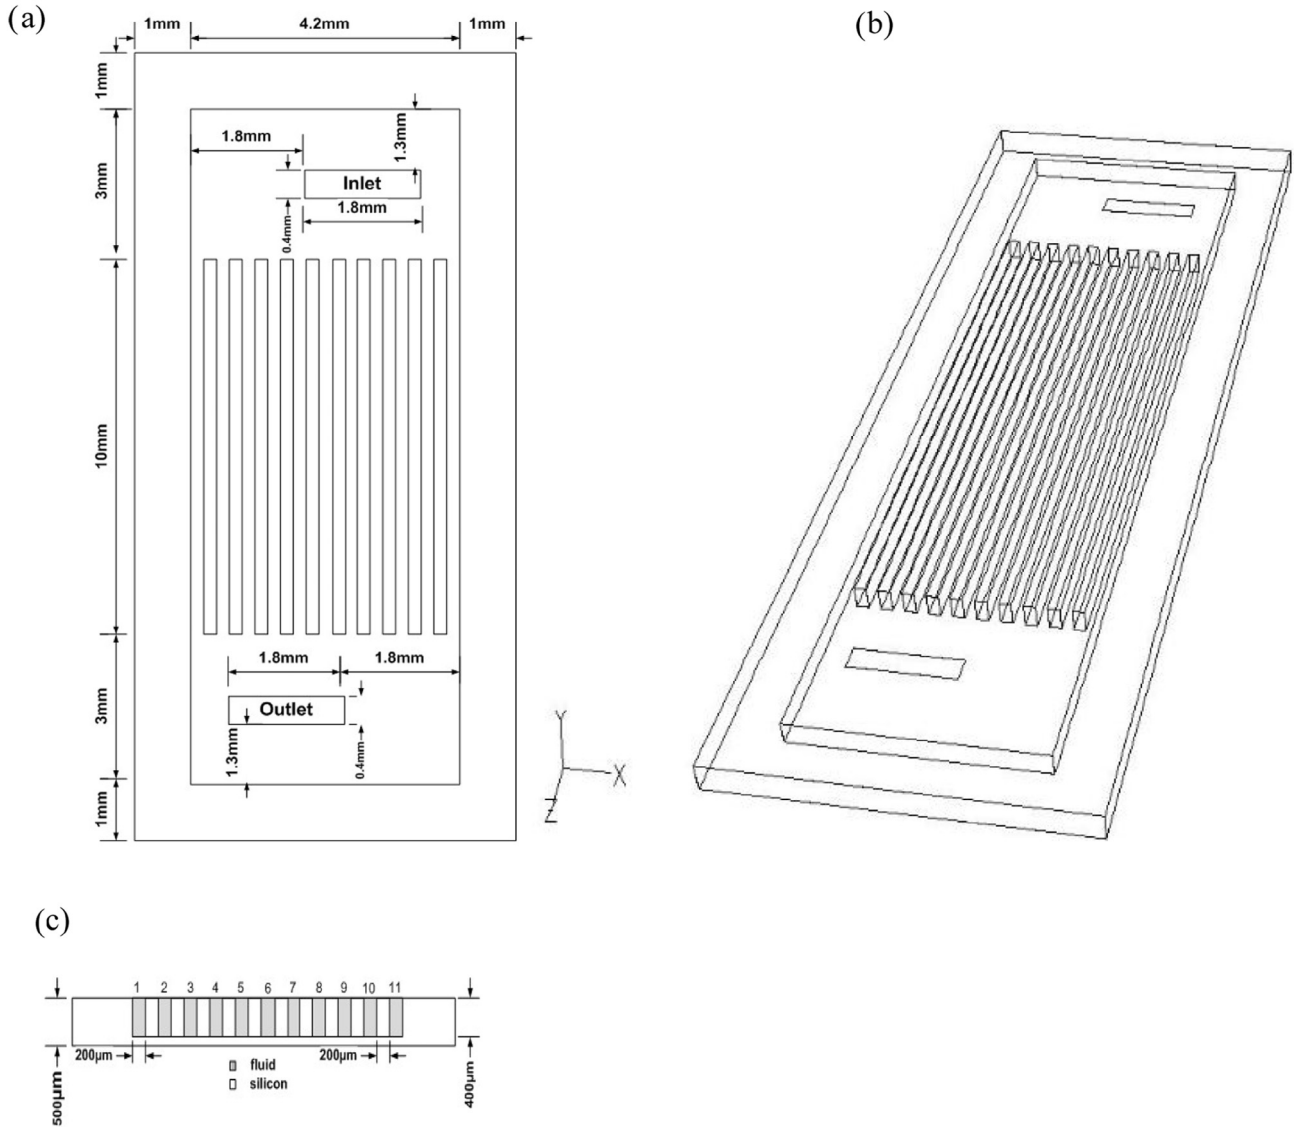 (a)
(b)
1mm
4.2mm
1mm
1mm
1.3mm
1.8mm
3mm
Inlet
1.8mm
0.4mm
10mm
1.8mm
1.8mm
3mm
Outlet
1.3mm
0.4mm
1mm
Y
X
Z
(c)
1 2 3 4 5 6 7 8 9 10 11
200μm
200μm
fluid
silicon
500μm
400μm